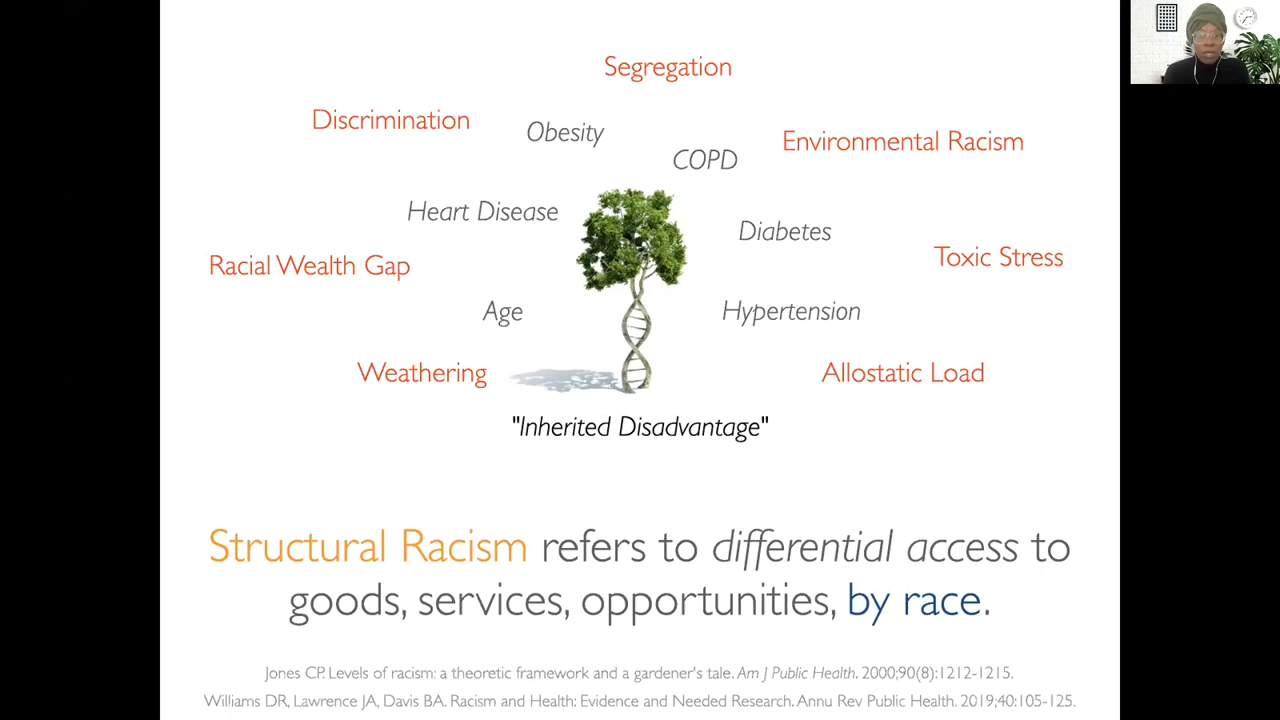 Segregation
Discrimination
Obesity
Environmental Racism
COPD
Heart Disease
Diabetes
Racial Wealth Gap
Toxic Stress
Age
Hypertension
Weathering
Allostatic Load
"Inherited Disadvantage"
Structural Racism refers to differential access to
goods, services, opportunities, by race.
Jones CP. Levels of racism: a theoretic framework and a gardener's tale. Am J Public Health. 2000;90(8):1212-1215.
Williams DR, Lawrence JA, Davis BA. Racism and Health: Evidence and Needed Research. Annu Rev Public Health. 2019;40:105-125.